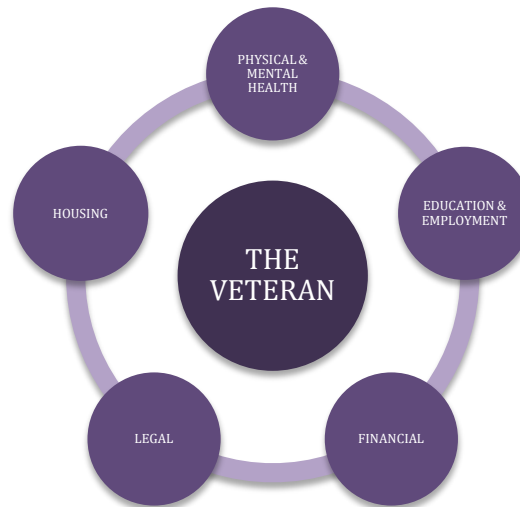 PHYSICAL &
MENTAL
HEALTH
EDUCATION &
EMPLOYMENT
HOUSING
THE
VETERAN
LEGAL
FINANCIAL